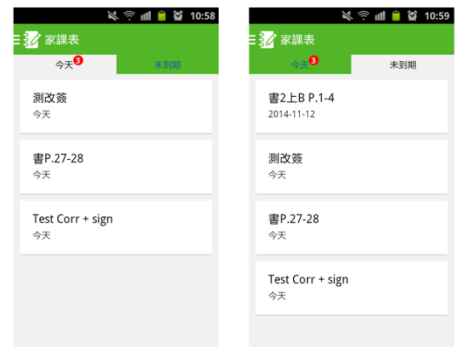 10:58
家課表
今天 3
未到期
測改簽
今天
書P.27-28
今天
Test Corr + sign
今天
10:59
家課表
今天 3
未到期
書2上B P.1-4
2014-11-12
測改簽
今天
書P.27-28
今天
Test Corr + sign
今天